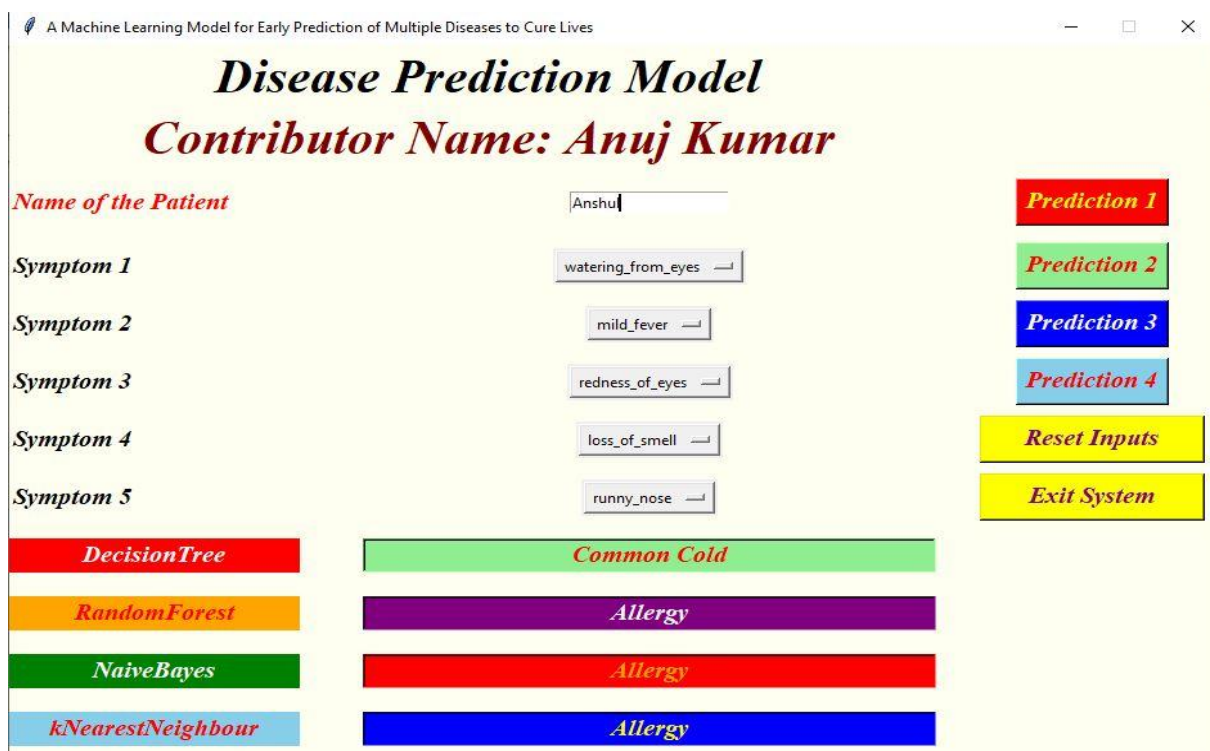 A Machine Learning Model for Early Prediction of Multiple Diseases to Cure Lives
Disease Prediction Model
Contributor Name: Anuj Kumar
Name of the Patient Anshul Prediction 1
Symptom 1 watering_from_eyes Prediction 2
Symptom 2 mild_fever Prediction 3
Symptom 3 redness_of_eyes Prediction 4
Symptom 4 loss_of_smell Reset Inputs
Symptom 5 runny_nose Exit System
DecisionTree Common Cold
RandomForest Allergy
NaiveBayes Allergy
kNearestNeighbour Allergy